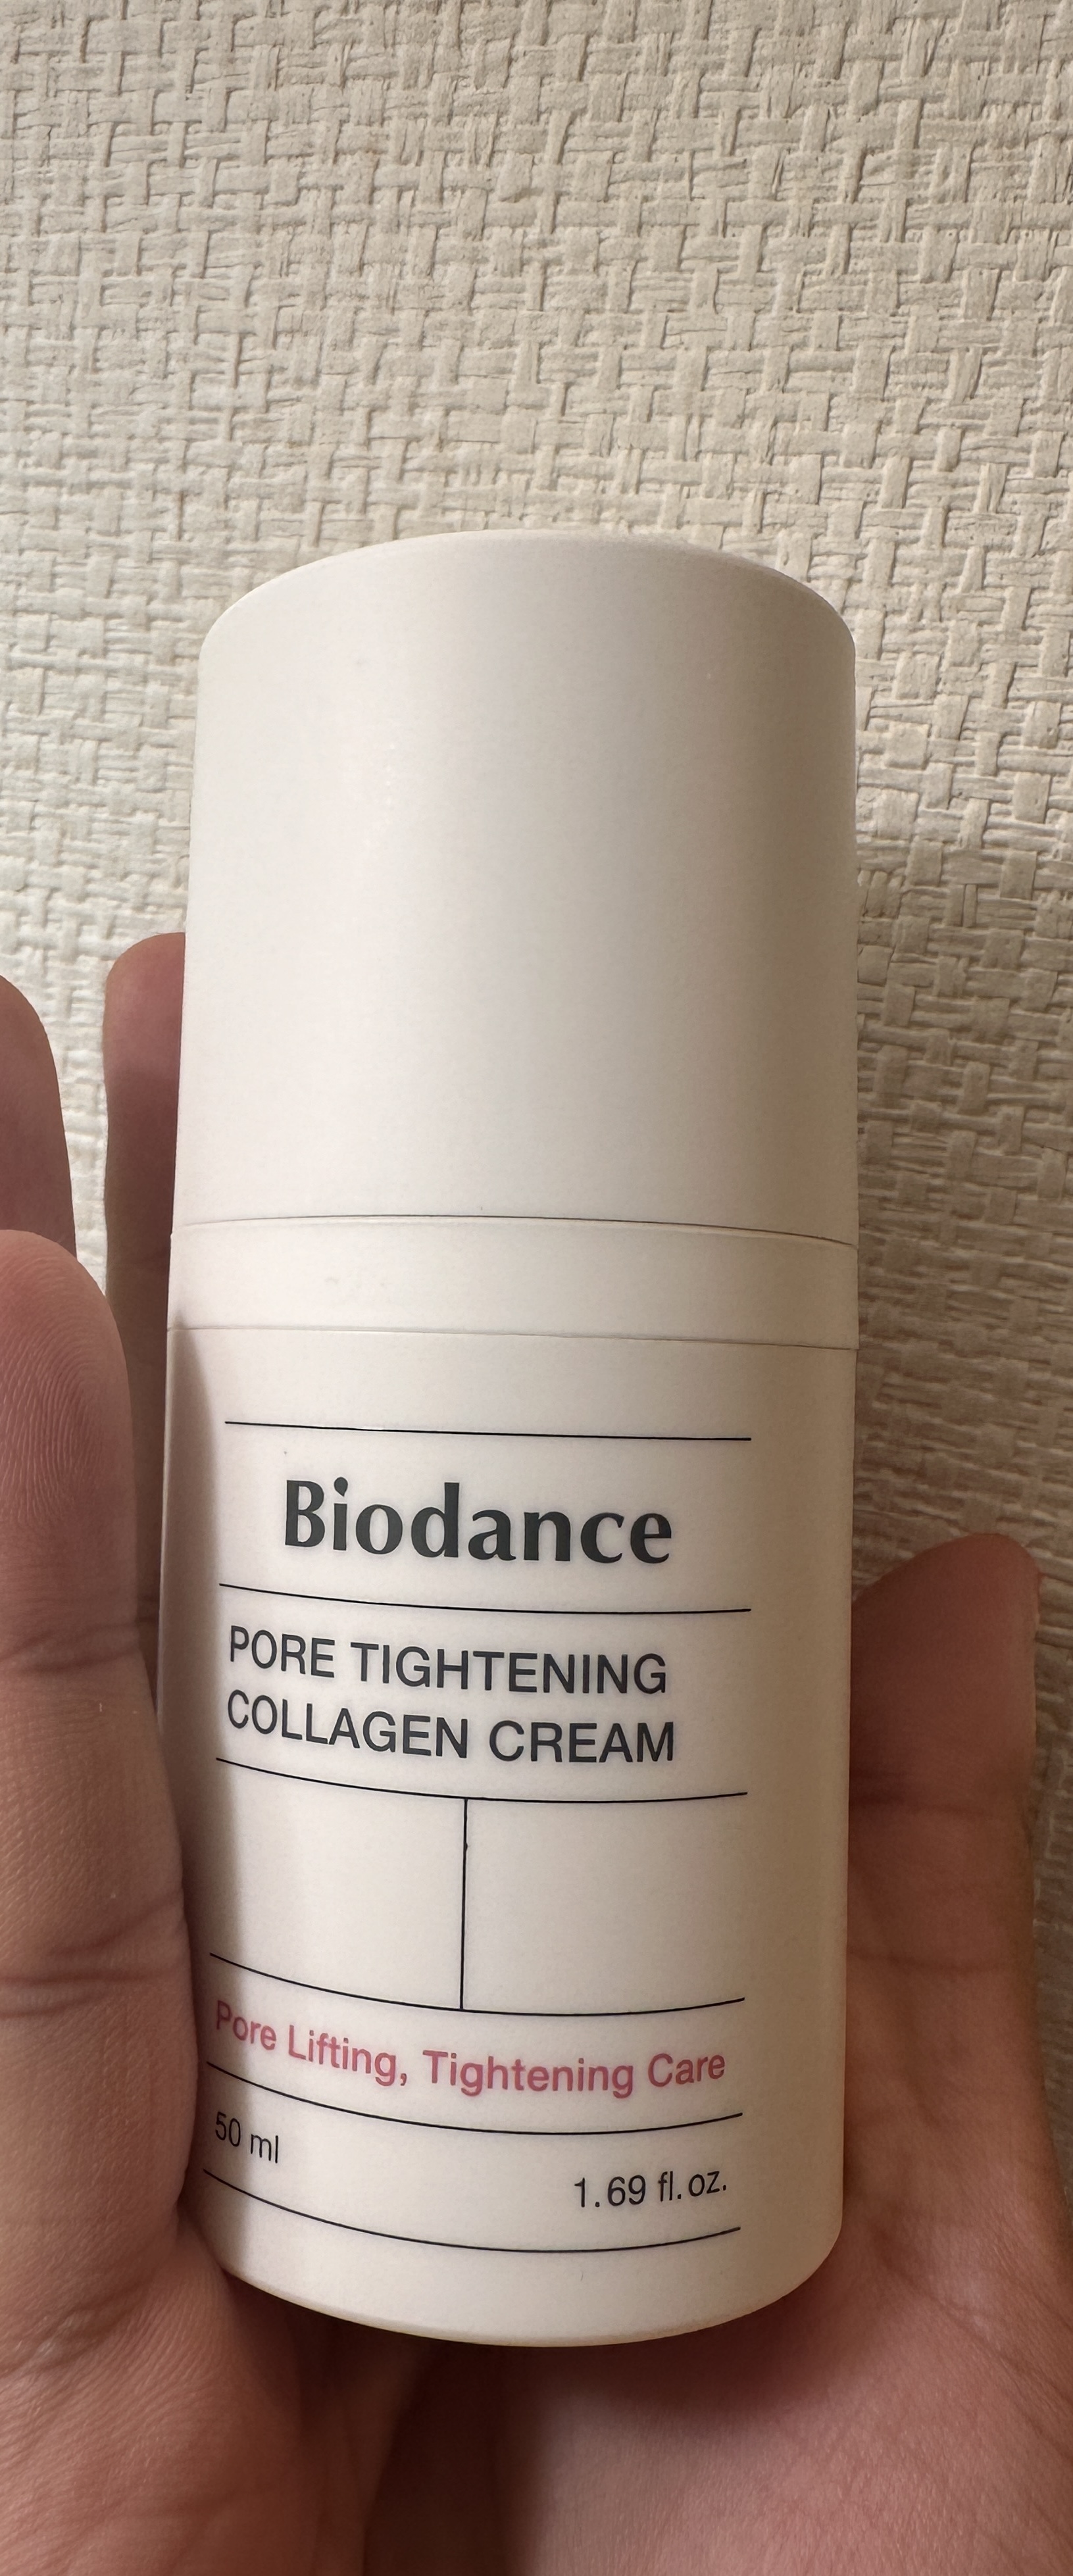 Biodance
PORE TIGHTENING
COLLAGEN CREAM
Pore Lifting, Tightening Care
50 ml
1.69 fl.oz.